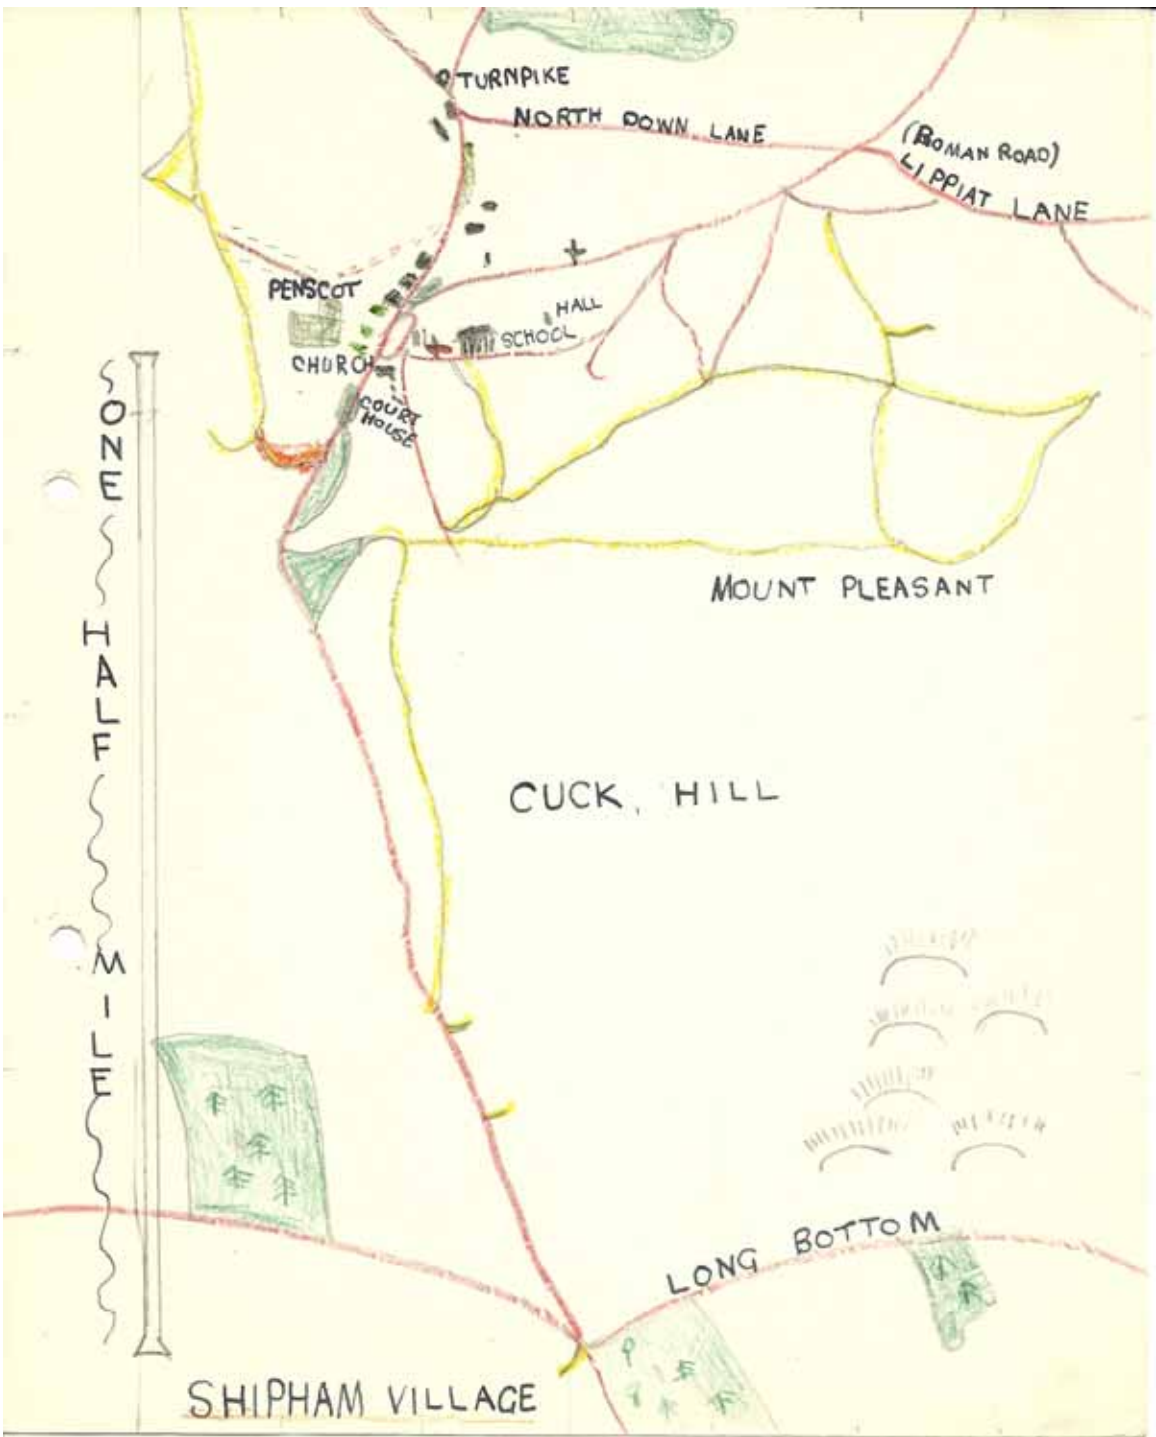 TURNPIKE
NORTH DOWN LANE
(ROMAN ROAD)
LIPPIAT LANE
PENSCOT
HALL
SCHOOL
CHURCH
COURT
HOUSE
ONE HALF MILE
MOUNT PLEASANT
CUCK. HILL
LONG BOTTOM
SHIPHAM VILLAGE